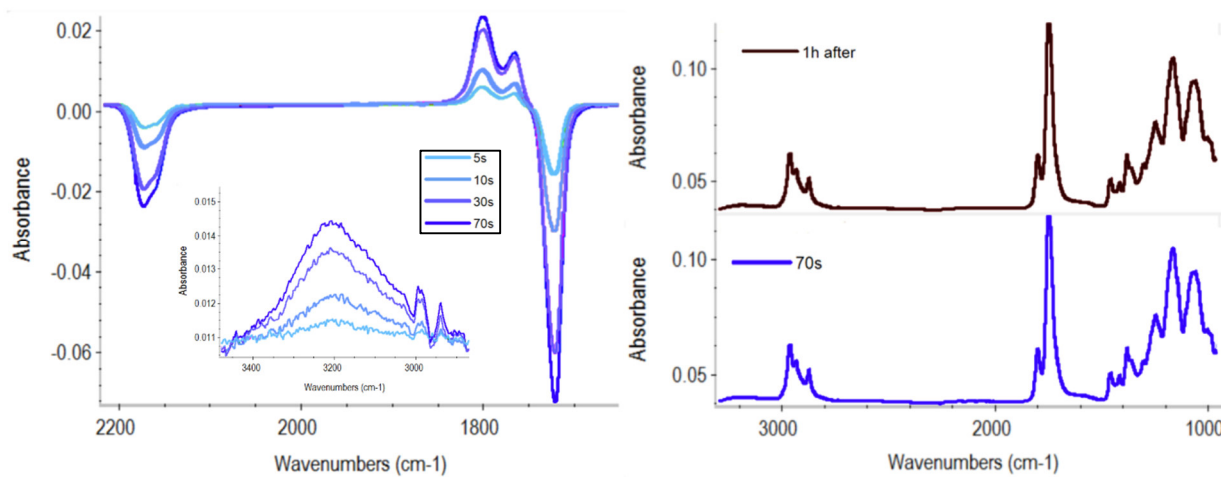 0.02
0.00
-0.02
-0.04
-0.06
Absorbance
2200
2000
1800
Wavenumbers (cm-1)
5s
10s
30s
70s
0.015
0.014
0.013
0.012
0.011
Absorbance
3400
3200
3000
Wavenumbers (cm-1)
1h after
0.10
0.05
Absorbance
70s
0.10
0.05
Absorbance
3000
2000
1000
Wavenumbers (cm-1)